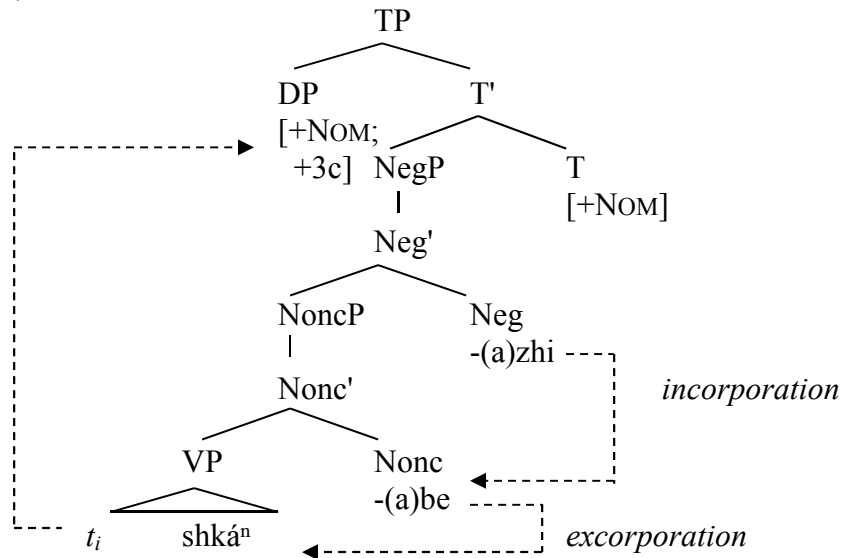 TP
DP T'
[+NOM;
+3c] NegP T
[+NOM]
Neg'
NoncP Neg
-(a)zhi
Nonc' incorporation
VP Nonc
-(a)be
tᵢ shkáⁿ excorporation